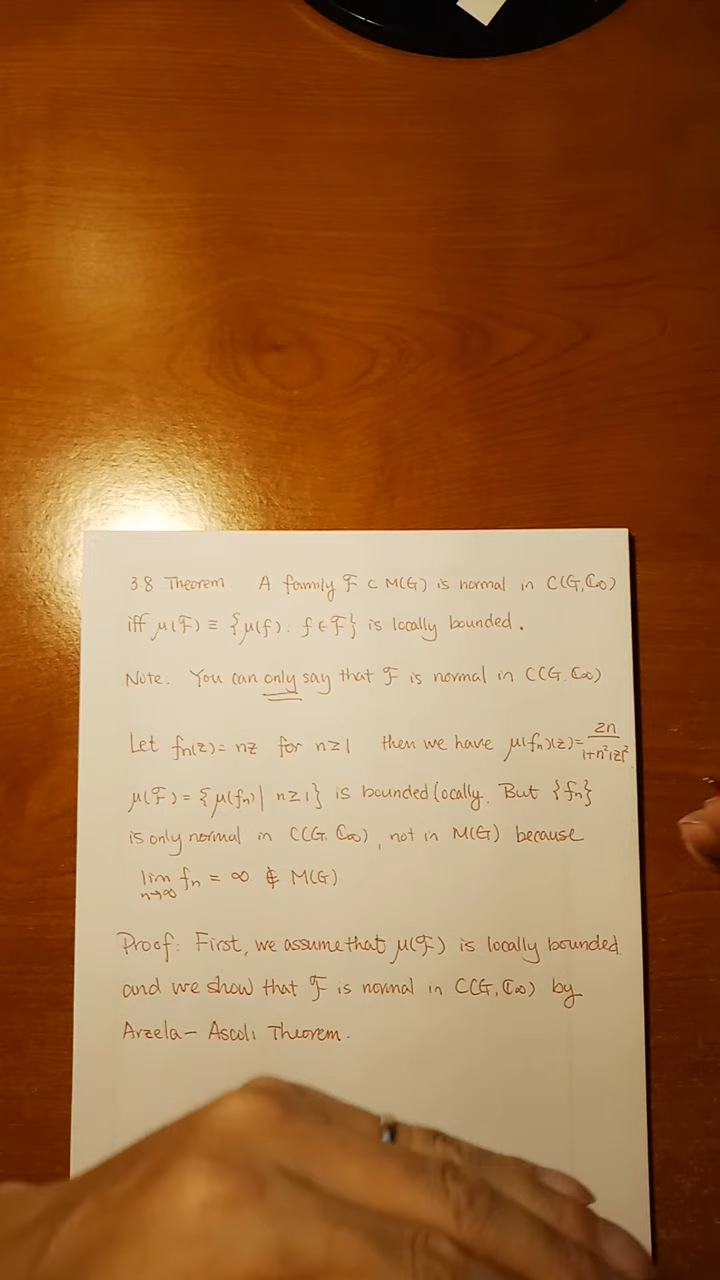 3.8 Theorem. A family ℱ ⊂ M(G) is normal in C(G, ℂ∞)
iff μ(ℱ) ≡ {μ(f) : f ∈ ℱ} is locally bounded.
Note: You can only say that ℱ is normal in C(G, ℂ∞)
Let fₙ(z) = nz for n ≥ 1 then we have μ(fₙ)(z) = 2n/(1+n²|z|²)
μ(ℱ) = {μ(fₙ) | n ≥ 1} is bounded locally. But {fₙ}
is only normal in C(G, ℂ∞), not in M(G) because
lim n→∞ fₙ = ∞ ∉ M(G)
Proof: First, we assume that μ(ℱ) is locally bounded
and we show that ℱ is normal in C(G, ℂ∞) by
Arzela-Ascoli Theorem.